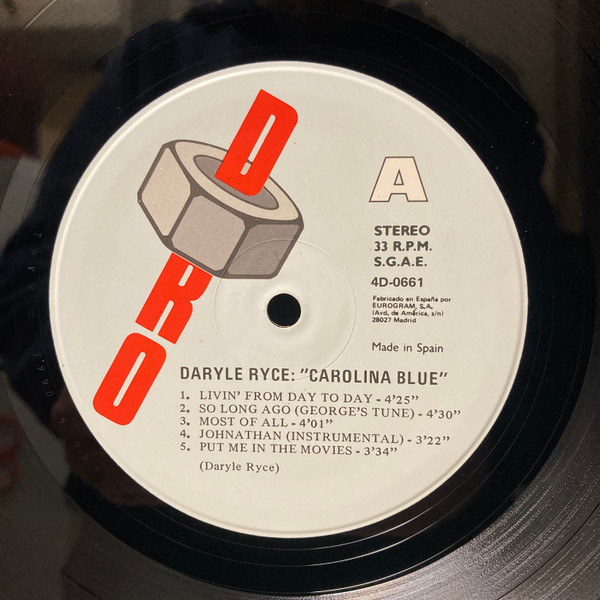 DRO
A
STEREO
33 R.P.M.
S.G.A.E.
4D-0661
Fabricado en España por
EUROGRAM, S.A.
(Avd. de América, s/n)
28027 Madrid
Made in Spain
DARYLE RYCE: "CAROLINA BLUE"
1. LIVIN' FROM DAY TO DAY - 4'25"
2. SO LONG AGO (GEORGE'S TUNE) - 4'30"
3. MOST OF ALL - 4'01"
4. JOHNATHAN (INSTRUMENTAL) - 3'22"
5. PUT ME IN THE MOVIES - 3'34"
(Daryle Ryce)